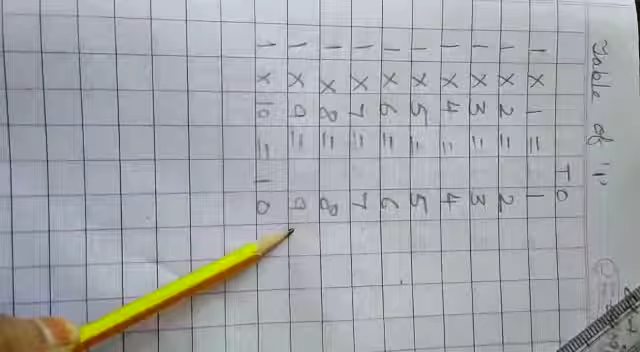 Table of '1'
T O
1 x 1 = 1
1 x 2 = 2
1 x 3 = 3
1 x 4 = 4
1 x 5 = 5
1 x 6 = 6
1 x 7 = 7
1 x 8 = 8
1 x 9 = 9
1 x 10 = 1 0